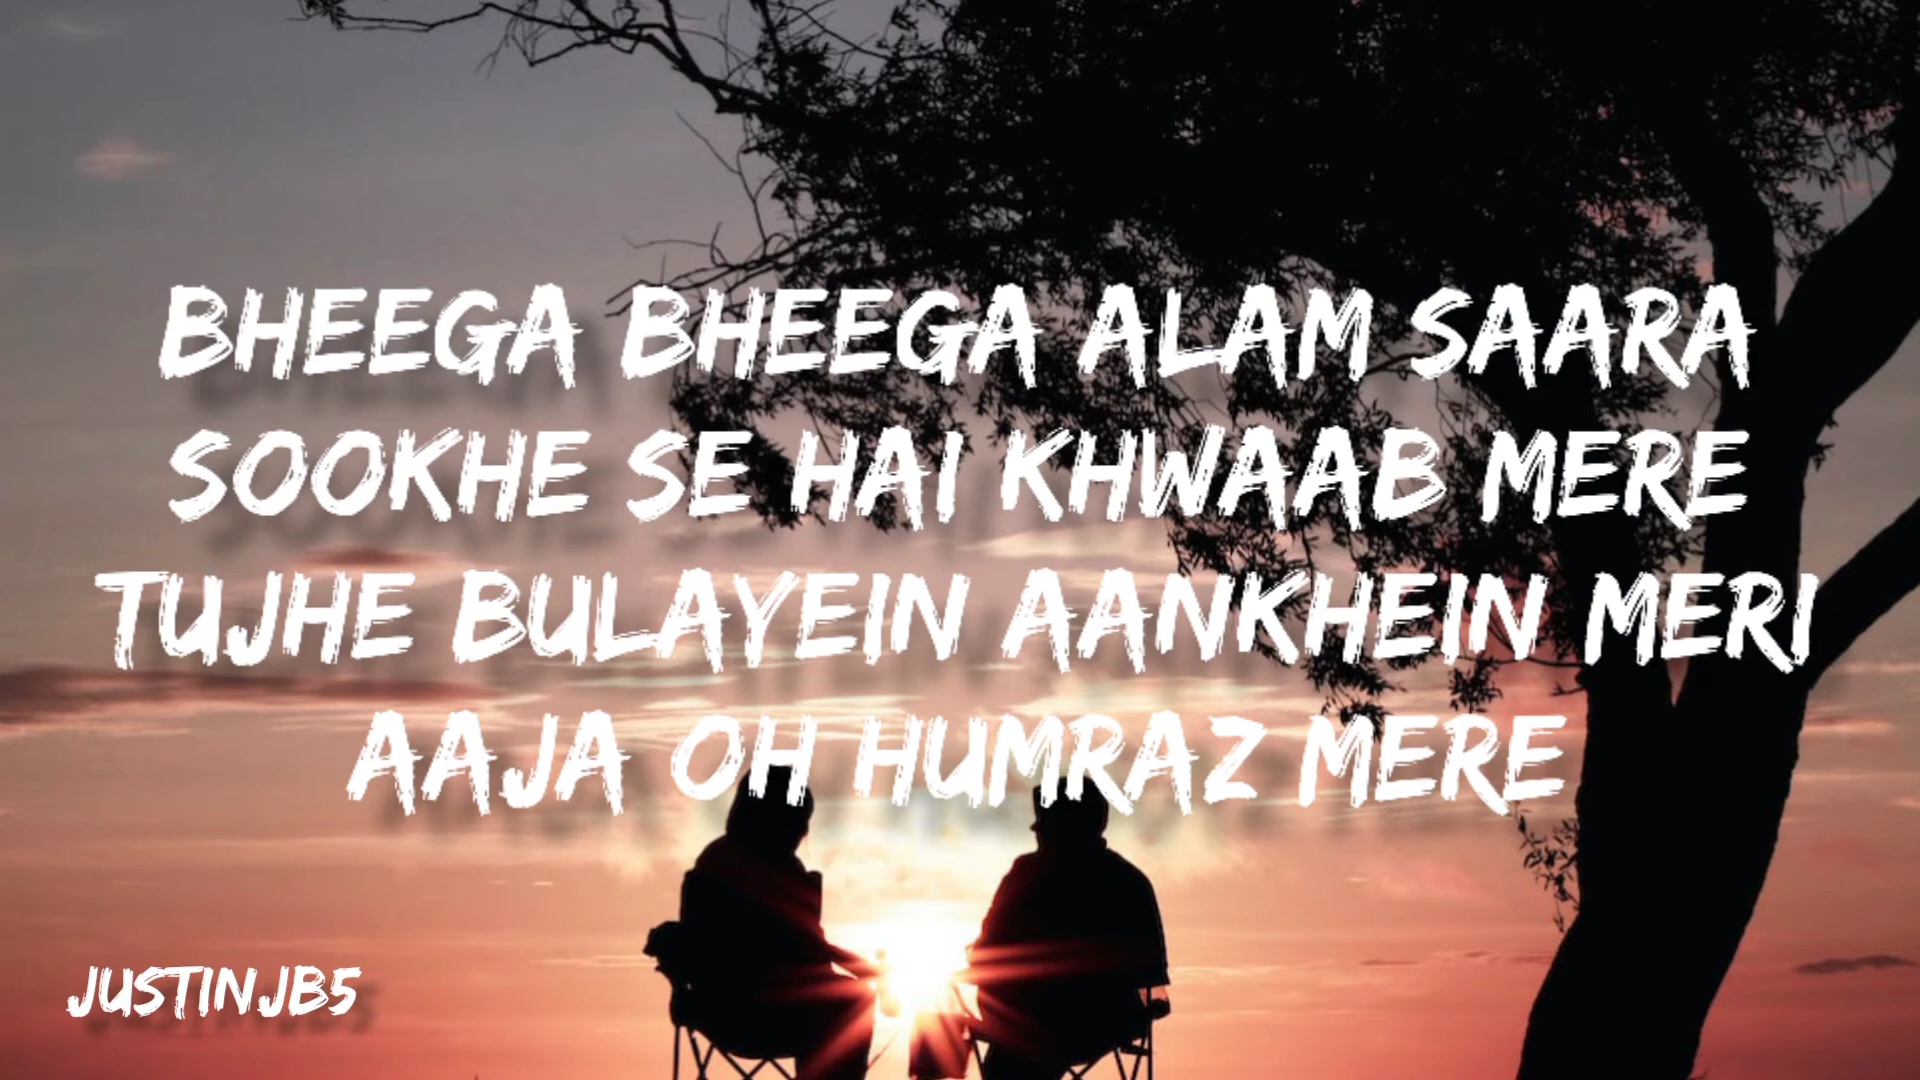 BHEEGA BHEEGA ALAM SAARA
SOOKHE SE HAI KHWAAB MERE
TUJHE BULAYEIN AANKHEIN MERI
AAJA OH HUMRAZ MERE
JUSTINJB5